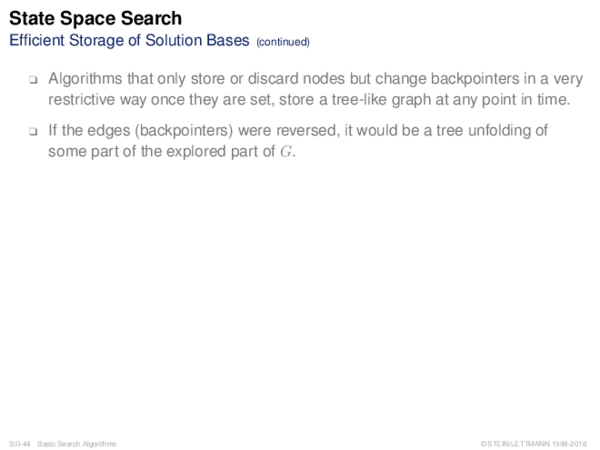 State Space Search
Efficient Storage of Solution Bases (continued)
❑ Algorithms that only store or discard nodes but change backpointers in a very
restrictive way once they are set, store a tree-like graph at any point in time.
❑ If the edges (backpointers) were reversed, it would be a tree unfolding of
some part of the explored part of G.
S:II-44 Basic Search Algorithms
© STEIN/LETTMANN 1998-2018